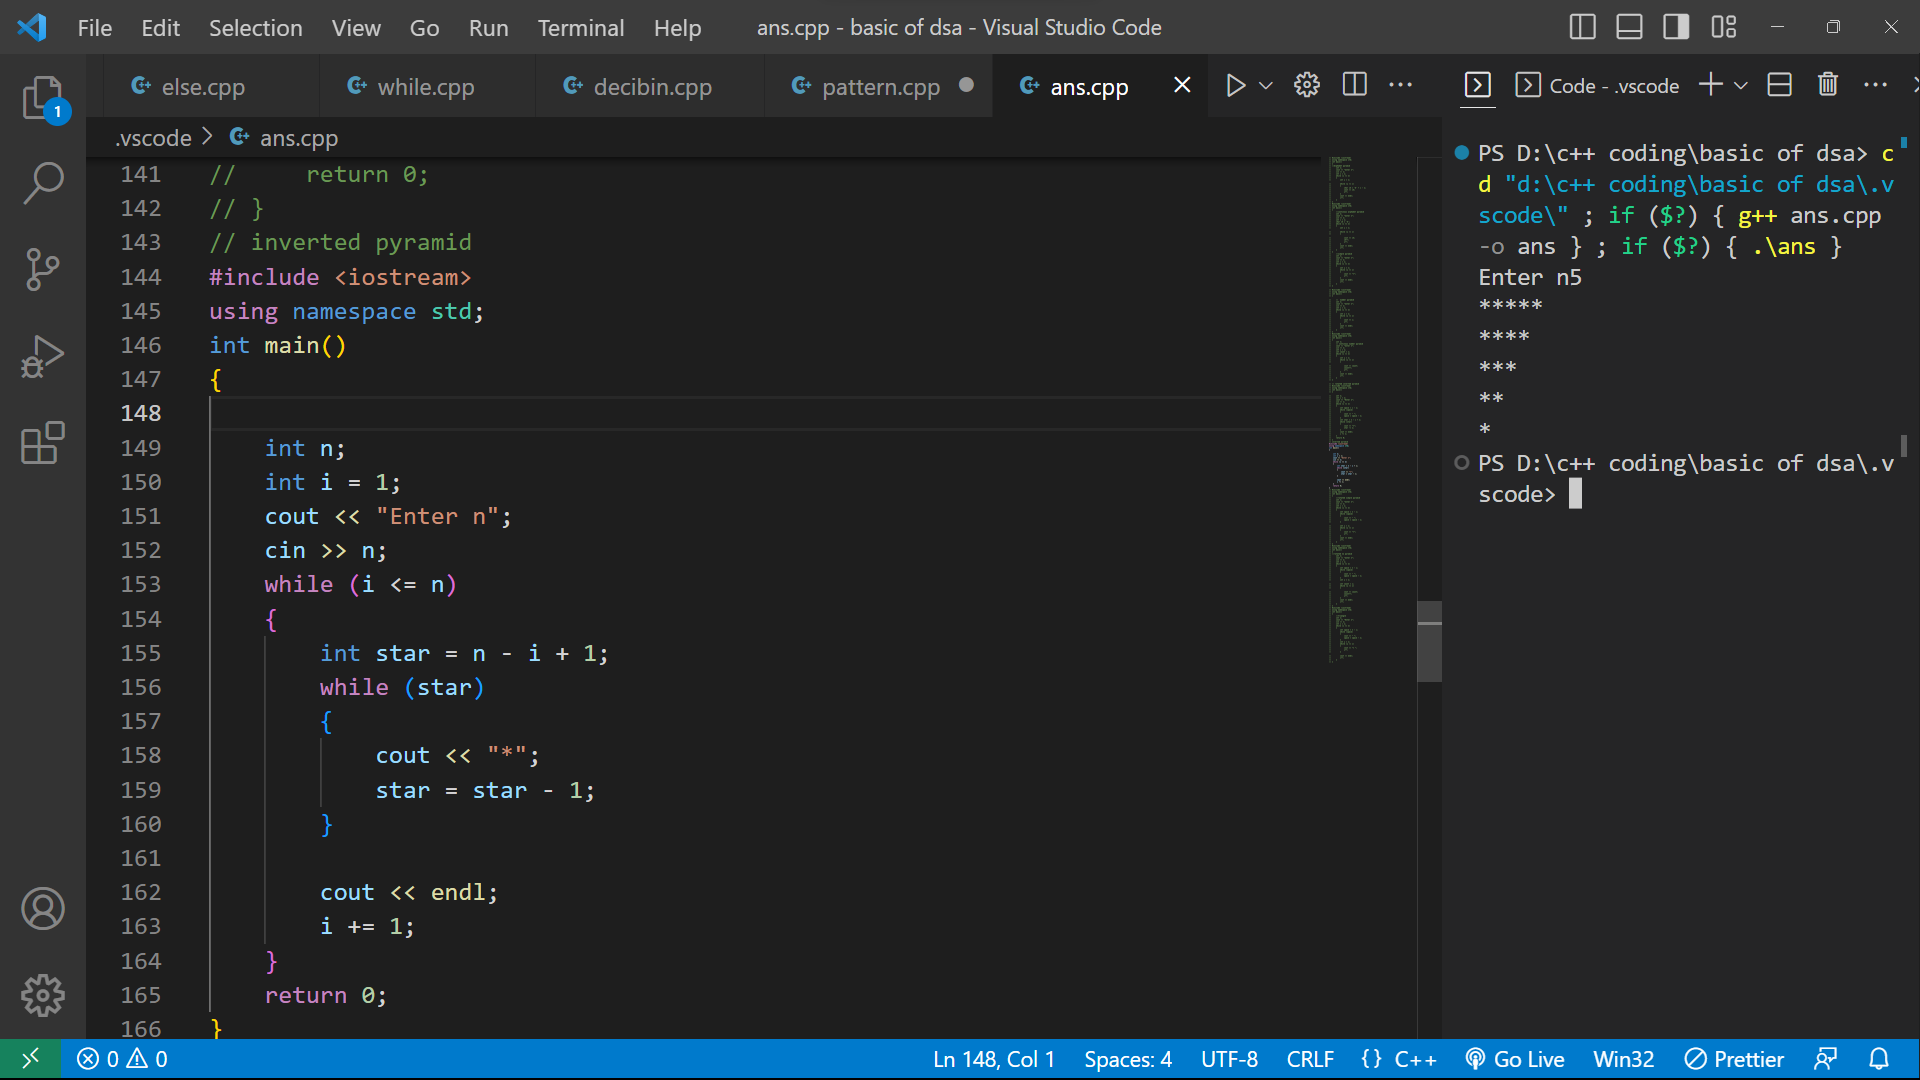 File Edit Selection View Go Run Terminal Help ans.cpp - basic of dsa - Visual Studio Code
else.cpp while.cpp decibin.cpp pattern.cpp ans.cpp
Code - .vscode
.vscode > ans.cpp
1
141 //     return 0;
142 // }
143 // inverted pyramid
144 #include <iostream>
145 using namespace std;
146 int main()
147 {
148
149     int n;
150     int i = 1;
151     cout << "Enter n";
152     cin >> n;
153     while (i <= n)
154     {
155         int star = n - i + 1;
156         while (star)
157         {
158             cout << "*";
159             star = star - 1;
160         }
161
162         cout << endl;
163         i += 1;
164     }
165     return 0;
166 }
PS D:\c++ coding\basic of dsa> c
d "d:\c++ coding\basic of dsa\.v
scode\" ; if ($?) { g++ ans.cpp
-o ans } ; if ($?) { .\ans }
Enter n5
*****
****
***
**
*
PS D:\c++ coding\basic of dsa\.v
scode>
0 0 Ln 148, Col 1 Spaces: 4 UTF-8 CRLF {} C++ Go Live Win32 Prettier